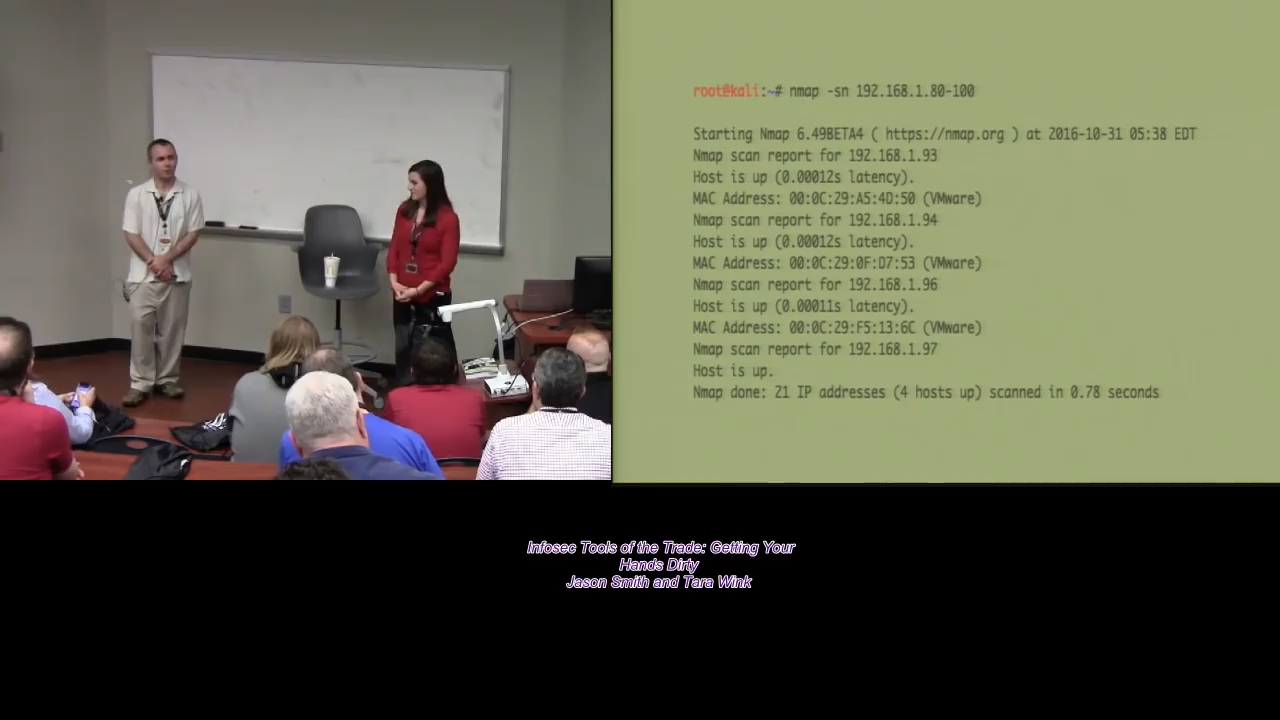 root@kali:~# nmap -sn 192.168.1.80-100
Starting Nmap 6.49BETA4 ( https://nmap.org ) at 2016-10-31 05:38 EDT
Nmap scan report for 192.168.1.93
Host is up (0.00012s latency).
MAC Address: 00:0C:29:A5:4D:50 (VMware)
Nmap scan report for 192.168.1.94
Host is up (0.00012s latency).
MAC Address: 00:0C:29:0F:D7:53 (VMware)
Nmap scan report for 192.168.1.96
Host is up (0.00011s latency).
MAC Address: 00:0C:29:F5:13:6C (VMware)
Nmap scan report for 192.168.1.97
Host is up.
Nmap done: 21 IP addresses (4 hosts up) scanned in 0.78 seconds
Infosec Tools of the Trade: Getting Your
Hands Dirty
Jason Smith and Tara Wink